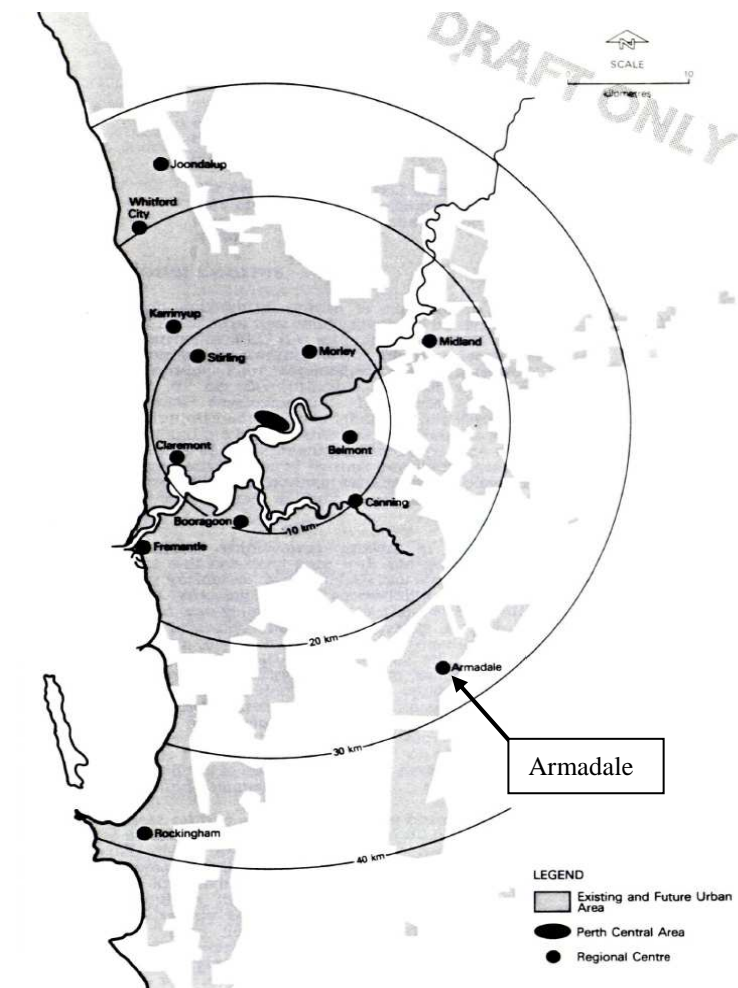 DRAFT ONLY
N
SCALE
0 10
kilometres
Joondalup
Whitford
City
Karrinyup
Stirling
Morley
Midland
Claremont
Belmont
Canning
Booragoon
10 km
Fremantle
20 km
Armadale
30 km
Armadale
Rockingham
40 km
LEGEND
Existing and Future Urban
Area
Perth Central Area
Regional Centre